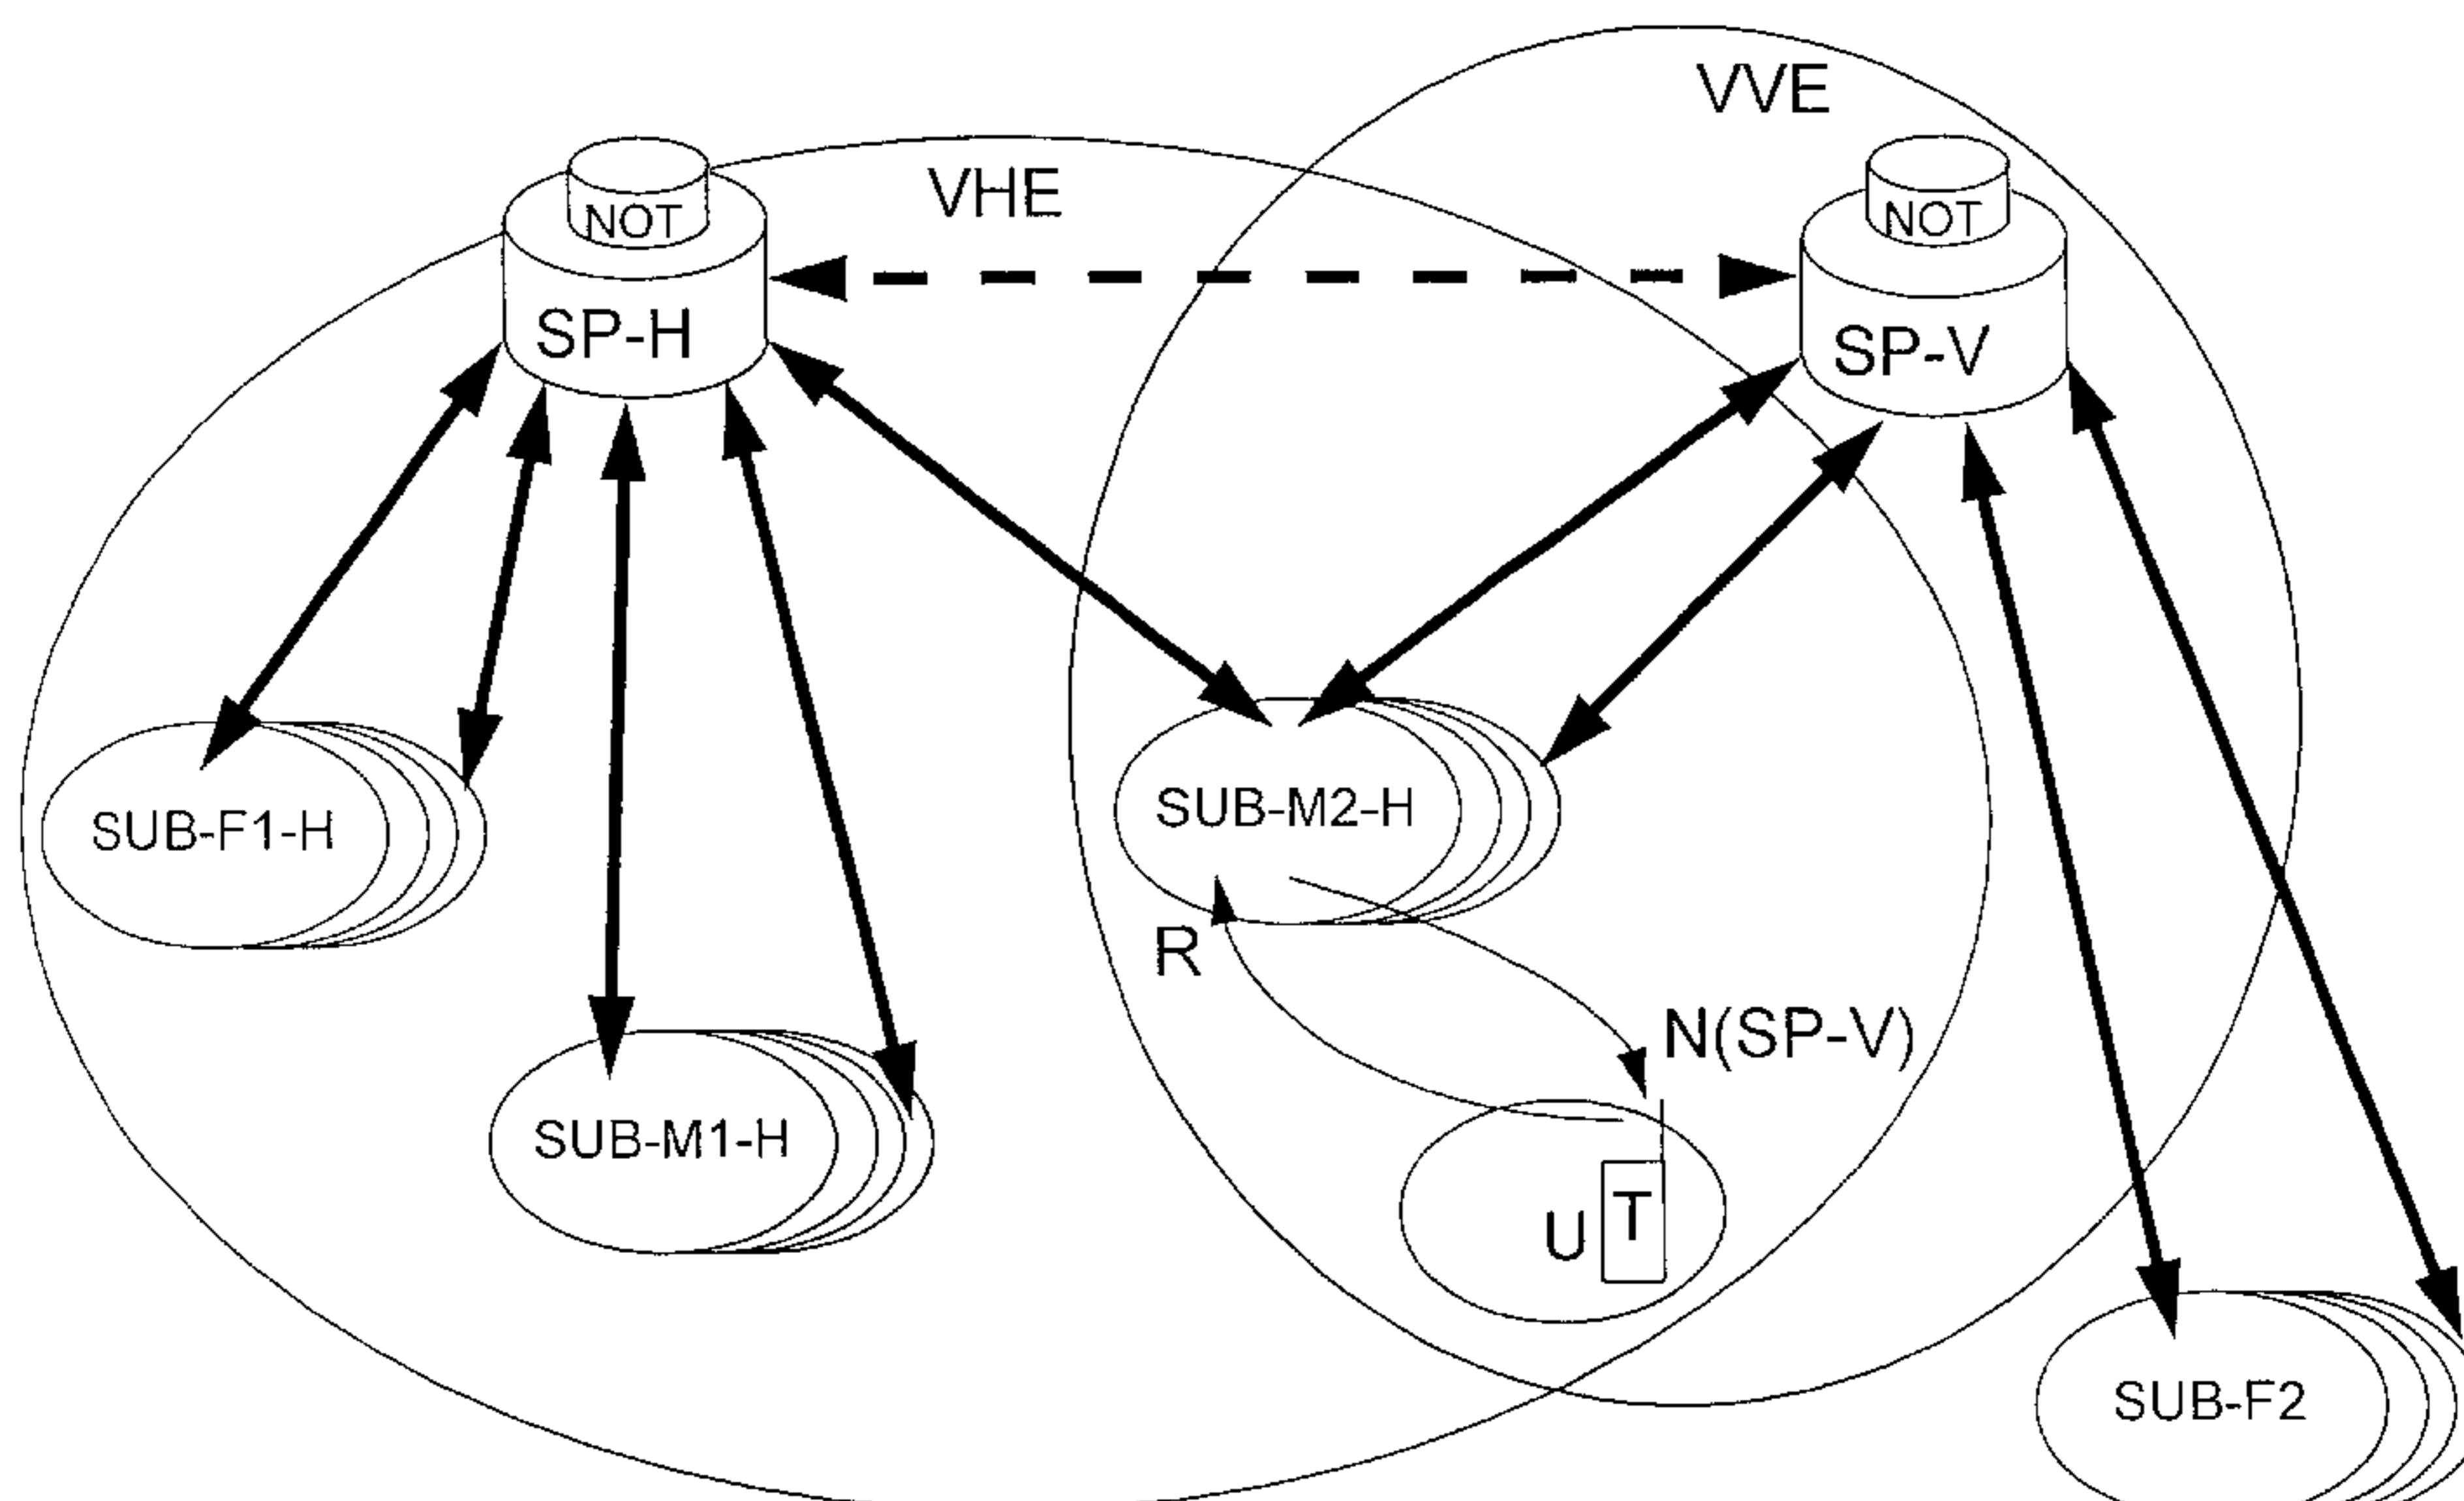 VVE
VHE
NOT
NOT
SP-H
SP-V
SUB-F1-H
SUB-M2-H
R
N(SP-V)
SUB-M1-H
U
T
SUB-F2